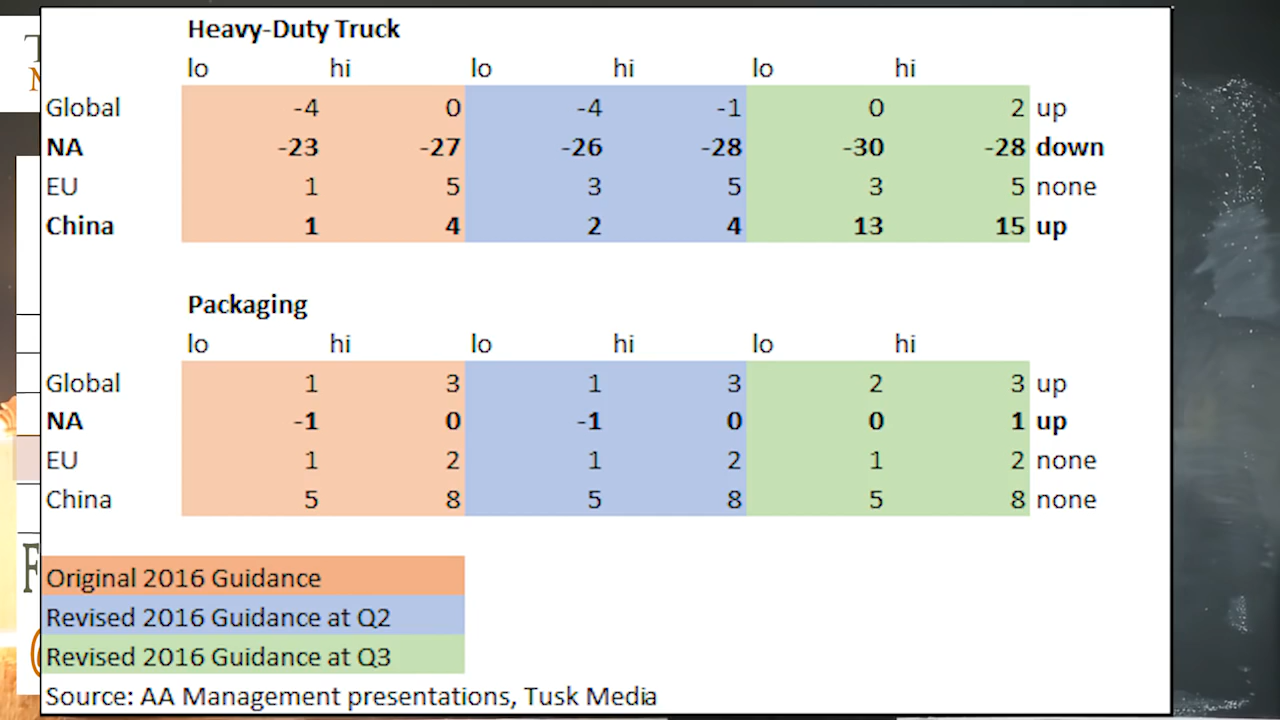 Heavy-Duty Truck
lo hi lo hi lo hi
Global -4 0 -4 -1 0 2 up
NA -23 -27 -26 -28 -30 -28 down
EU 1 5 3 5 3 5 none
China 1 4 2 4 13 15 up
Packaging
lo hi lo hi lo hi
Global 1 3 1 3 2 3 up
NA -1 0 -1 0 0 1 up
EU 1 2 1 2 1 2 none
China 5 8 5 8 5 8 none
Original 2016 Guidance
Revised 2016 Guidance at Q2
Revised 2016 Guidance at Q3
Source: AA Management presentations, Tusk Media